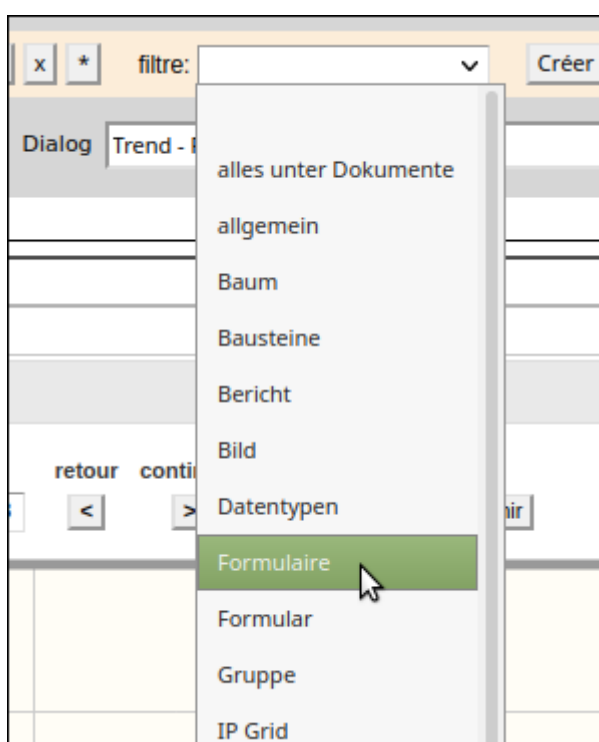 x * filtre: Créer
Dialog Trend -
alles unter Dokumente
allgemein
Baum
Bausteine
Bericht
Bild
Datentypen
Formulaire
Formular
Gruppe
IP Grid
retour
< >